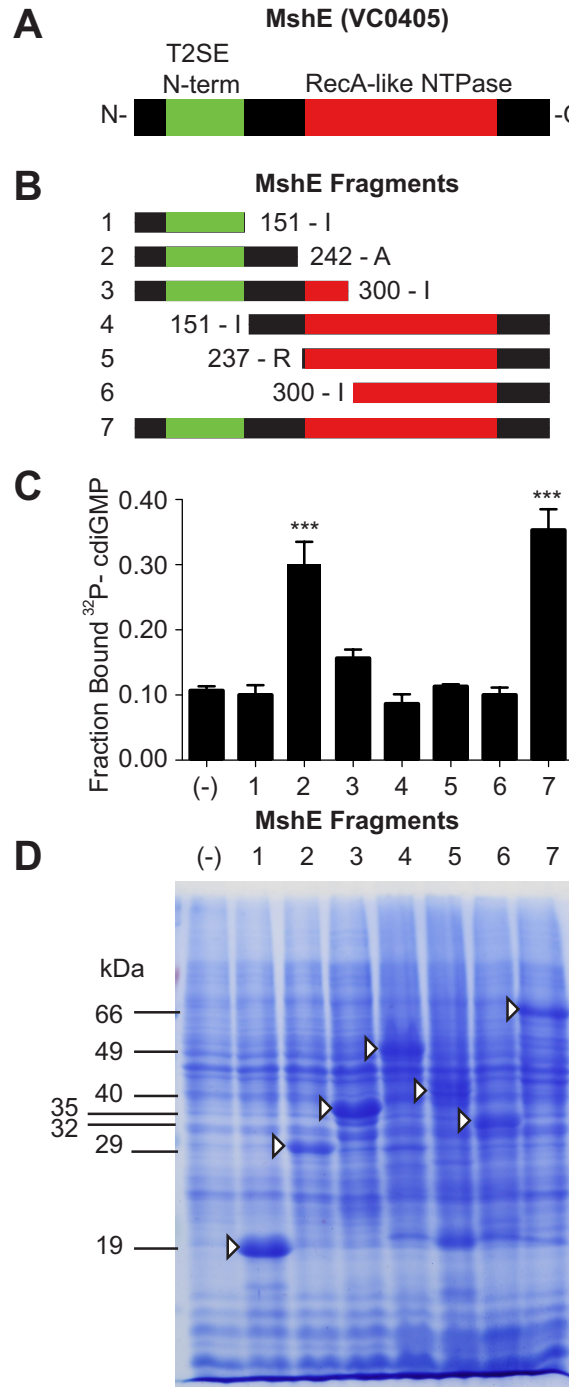 A
MshE (VC0405)
T2SE
N-term
RecA-like NTPase
N-
-C
B
MshE Fragments
1
151 - I
2
242 - A
3
300 - I
4
151 - I
5
237 - R
6
300 - I
7
C
Fraction Bound ³²P- cdiGMP
0.40
0.30
0.20
0.10
0.00
***
***
(-) 1 2 3 4 5 6 7
MshE Fragments
D
(-) 1 2 3 4 5 6 7
kDa
66
49
40
35
32
29
19